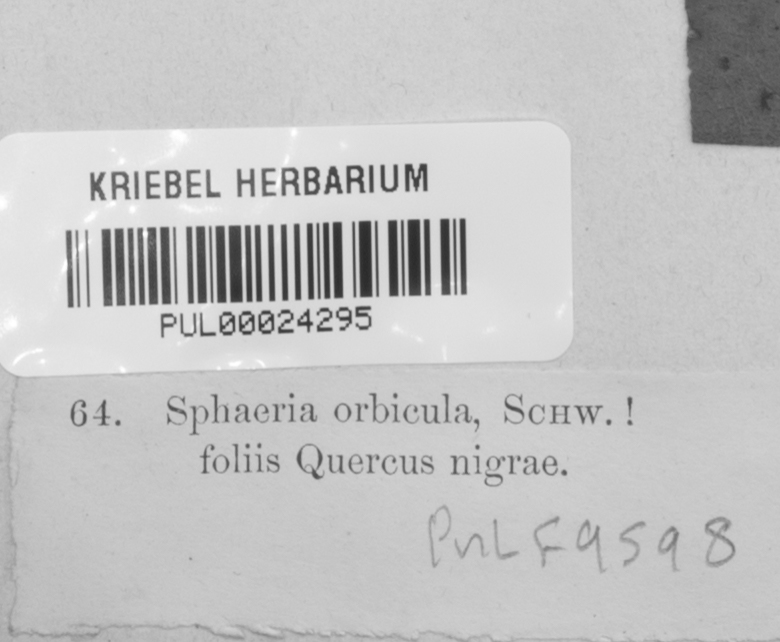 KRIEBEL HERBARIUM
PUL00024295
64. Sphaeria orbicula, SCHW. !
foliis Quercus nigrae.
PUL F9598